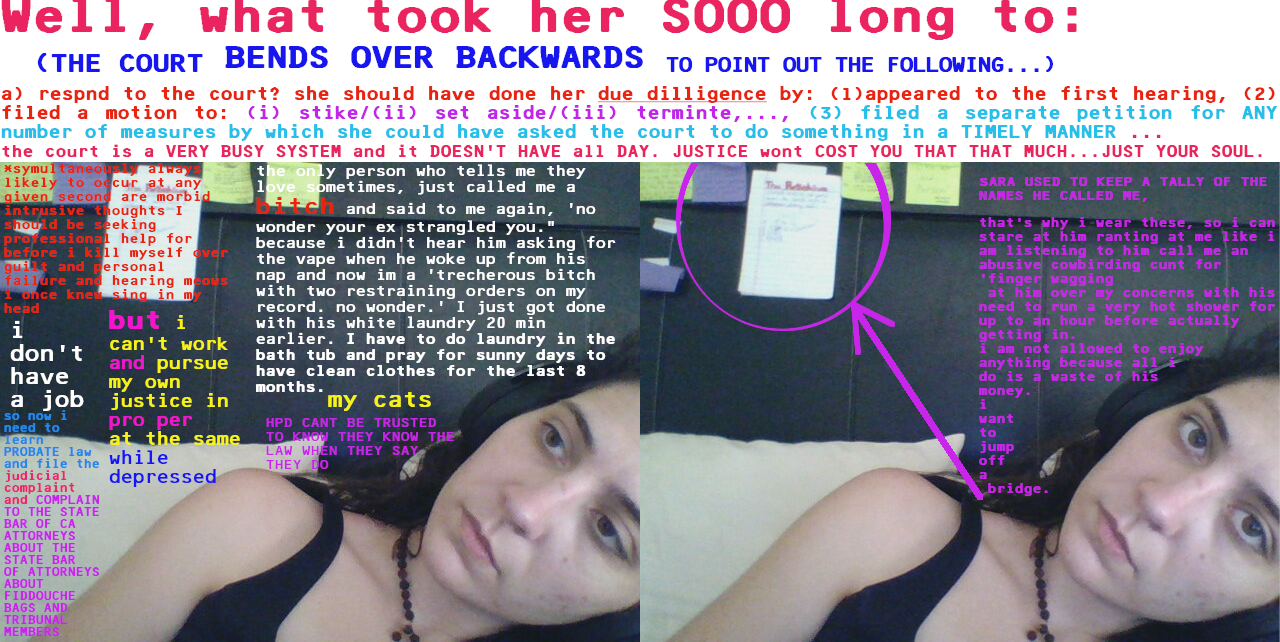 Well, what took her SOOO long to:
(THE COURT BENDS OVER BACKWARDS TO POINT OUT THE FOLLOWING...)
a) respnd to the court? she should have done her due dilligence by: (1)appeared to the first hearing, (2)
filed a motion to: (i) stike/(ii) set aside/(iii) terminte,..., (3) filed a separate petition for ANY
number of measures by which she could have asked the court to do something in a TIMELY MANNER ...
the court is a VERY BUSY SYSTEM and it DOESN'T HAVE all DAY. JUSTICE wont COST YOU THAT THAT MUCH...JUST YOUR SOUL.
*symultaneously always
likely to occur at any
given second are morbid
intrusive thoughts I
should be seeking
professional help for
before i kill myself over
guilt and personal
failure and hearing meows
i once knew sing in my
head
i
don't
have
a job
so now i
need to
learn
PROBATE law
and file the
judicial
complaint
and COMPLAIN
TO THE STATE
BAR OF CA
ATTORNEYS
ABOUT THE
STATE BAR
OF ATTORNEYS
ABOUT
FIDDOUCHE
BAGS AND
TRIBUNAL
MEMBERS
but i
can't work
and pursue
my own
justice in
pro per
at the same
while
depressed
the only person who tells me they
love sometimes, just called me a
bitch and said to me again, 'no
wonder your ex strangled you."
because i didn't hear him asking for
the vape when he woke up from his
nap and now im a 'trecherous bitch
with two restraining orders on my
record. no wonder.' I just got done
with his white laundry 20 min
earlier. I have to do laundry in the
bath tub and pray for sunny days to
have clean clothes for the last 8
months.
my cats
HPD CANT BE TRUSTED
TO KNOW THEY KNOW THE
LAW WHEN THEY SAY
THEY DO
SARA USED TO KEEP A TALLY OF THE
NAMES HE CALLED ME,
that's why i wear these, so i can
stare at him ranting at me like i
am listening to him call me an
abusive cowbirding cunt for
'finger wagging'
at him over my concerns with his
need to run a very hot shower for
up to an hour before actually
getting in.
i am not allowed to enjoy
anything because all i
do is a waste of his
money.
i
want
to
jump
off
a
bridge.